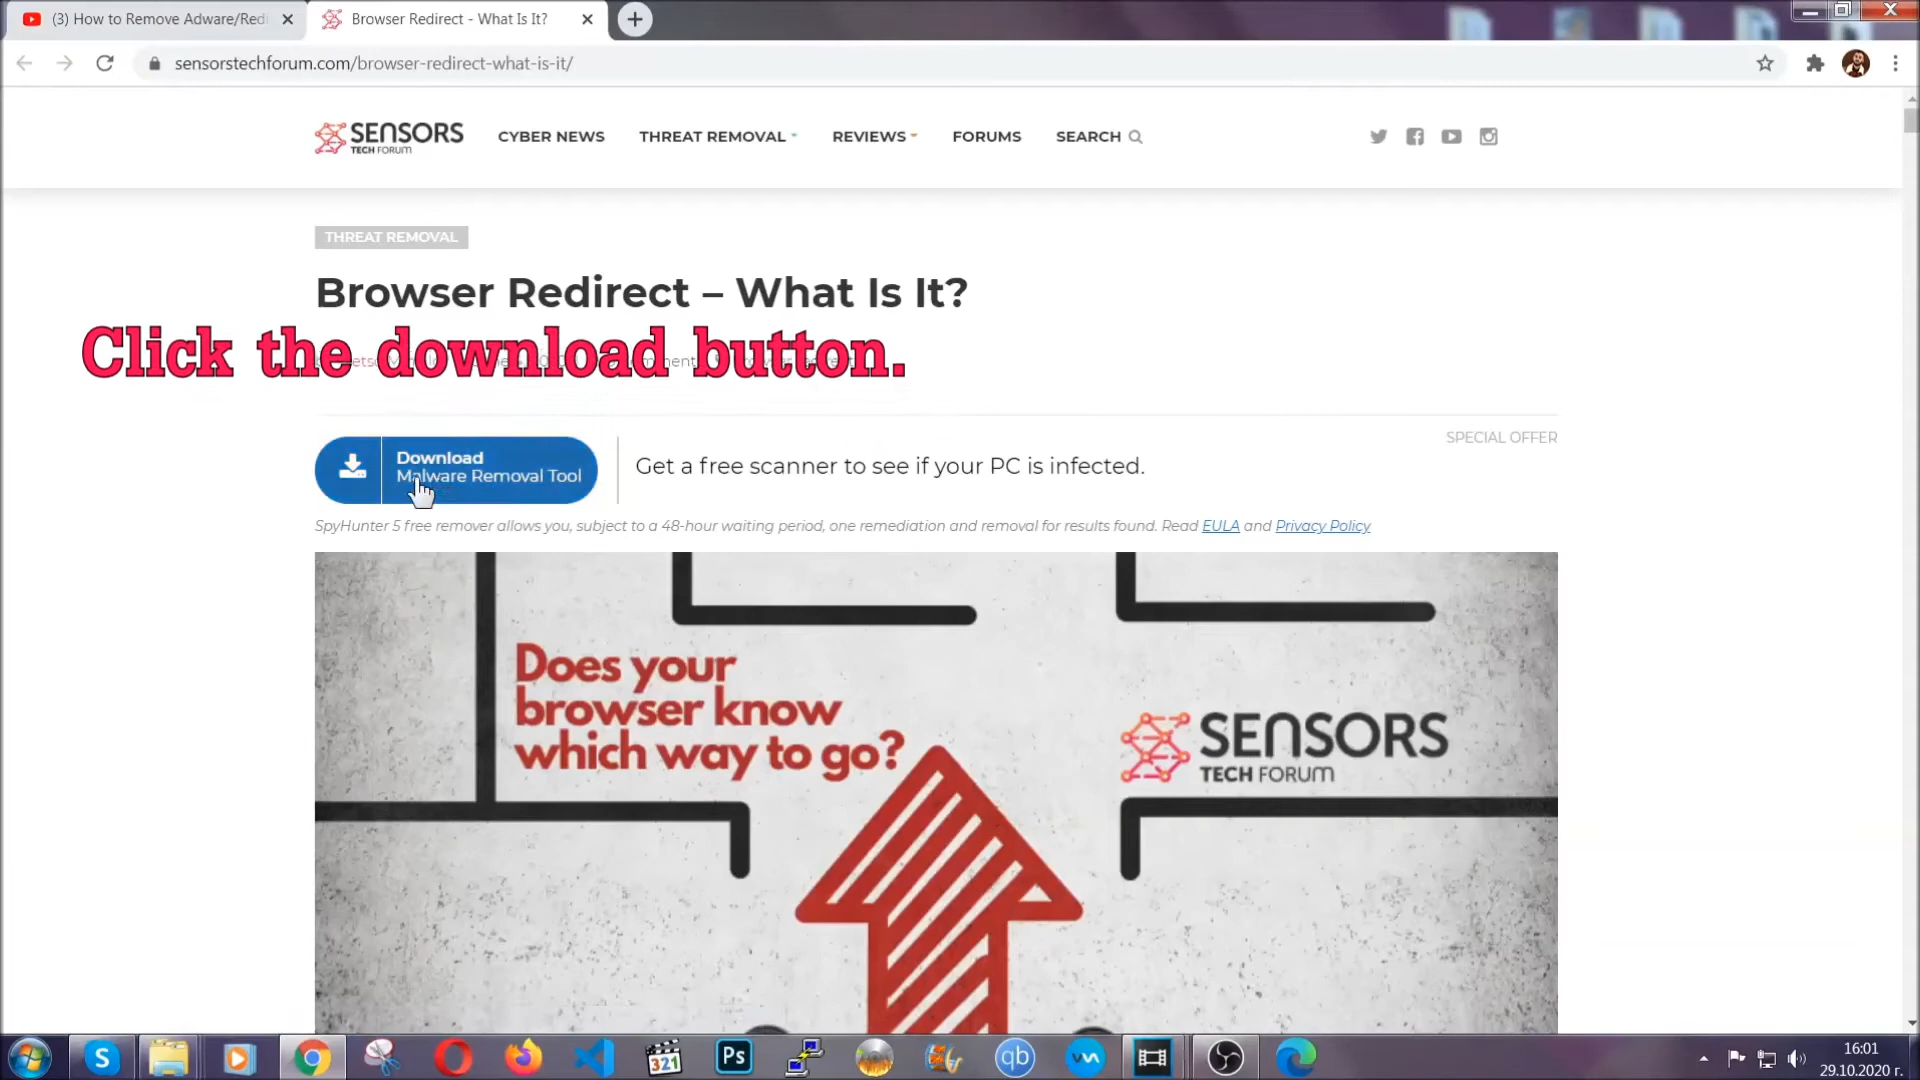 (3) How to Remove Adware/Redi
Browser Redirect - What Is It?
sensorstechforum.com/browser-redirect-what-is-it/
SENSORS
TECH FORUM
CYBER NEWS
THREAT REMOVAL
REVIEWS
FORUMS
SEARCH
THREAT REMOVAL
Browser Redirect – What Is It?
Click the download button.
SPECIAL OFFER
Download
Malware Removal Tool
Get a free scanner to see if your PC is infected.
SpyHunter 5 free remover allows you, subject to a 48-hour waiting period, one remediation and removal for results found. Read EULA and Privacy Policy
Does your
browser know
which way to go?
SENSORS
TECH FORUM
S
321
Ps
qb
16:01
29.10.2020 г.